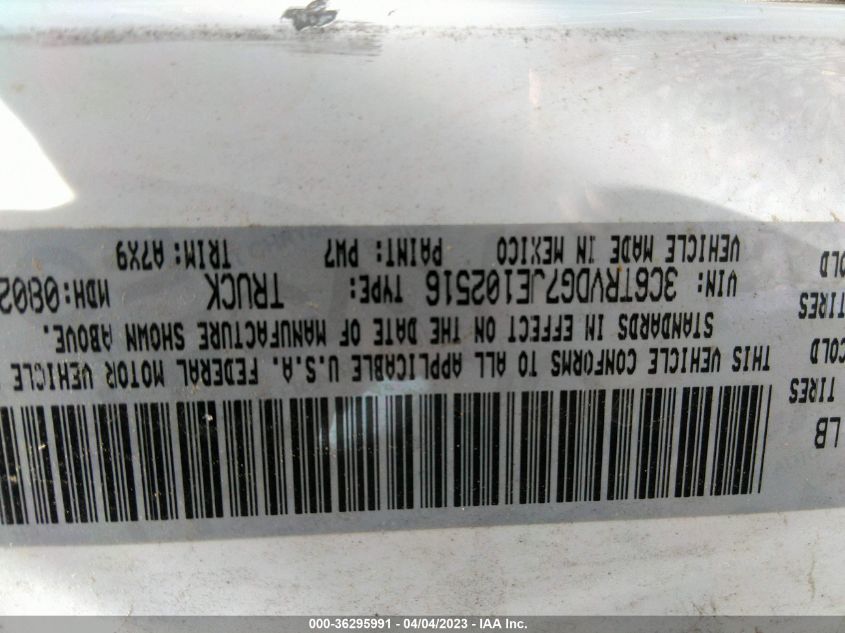 LB
TIRES
COLD
TIRES
COLD
THIS VEHICLE CONFORMS TO ALL APPLICABLE U.S.A. FEDERAL MOTOR VEHICLE
STANDARDS IN EFFECT ON THE DATE OF MANUFACTURE SHOWN ABOVE.
VIN: 3C6TRVDG7JE102516 TYPE: TRUCK MDH:0802
VEHICLE MADE IN MEXICO PAINT: PW7 TRIM: A7X9
000-36295991 - 04/04/2023 - IAA Inc.